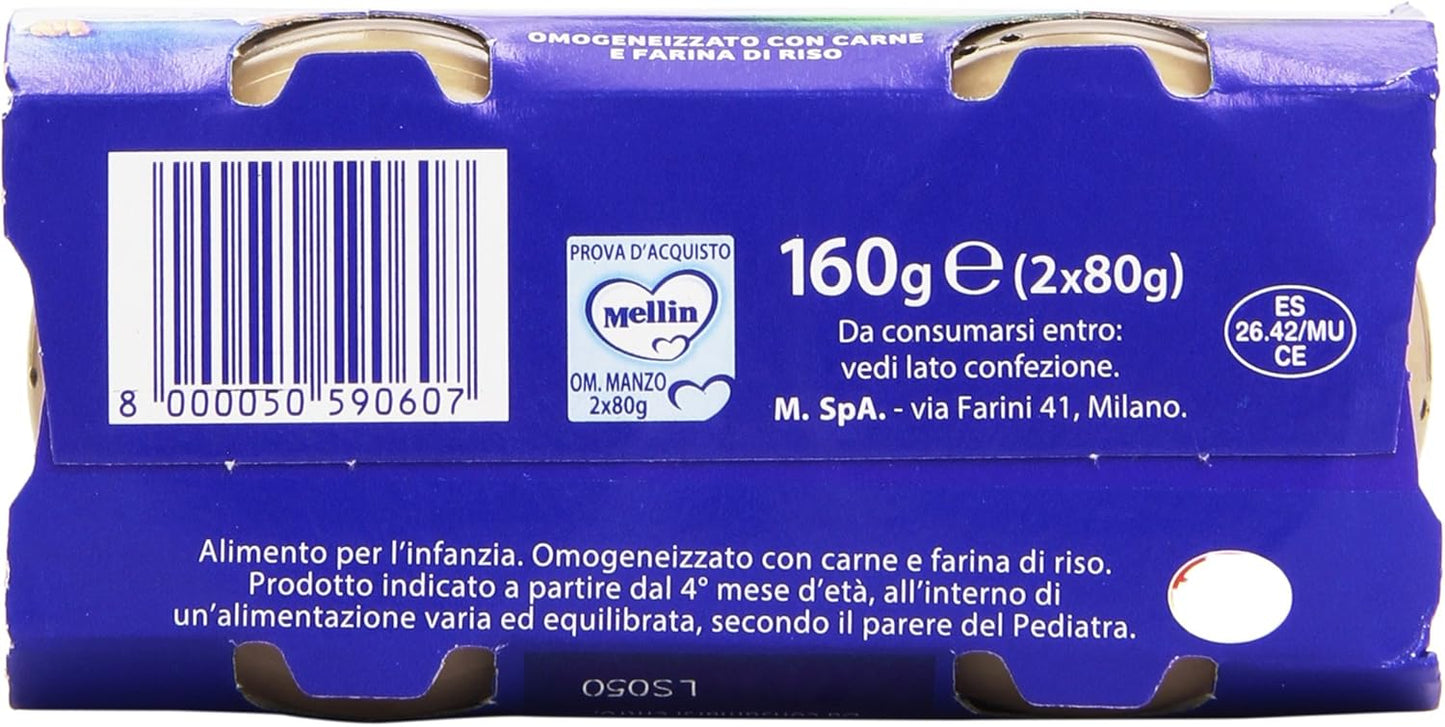 OMOGENEIZZATO CON CARNE
E FARINA DI RISO
8 000050 590607
PROVA D'ACQUISTO
Mellin
OM. MANZO
2x80g
160g ℮ (2x80g)
Da consumarsi entro:
vedi lato confezione.
M. SpA. - via Farini 41, Milano.
ES
26.42/MU
CE
Alimento per l'infanzia. Omogeneizzato con carne e farina di riso.
Prodotto indicato a partire dal 4° mese d'età, all'interno di
un'alimentazione varia ed equilibrata, secondo il parere del Pediatra.
LS050